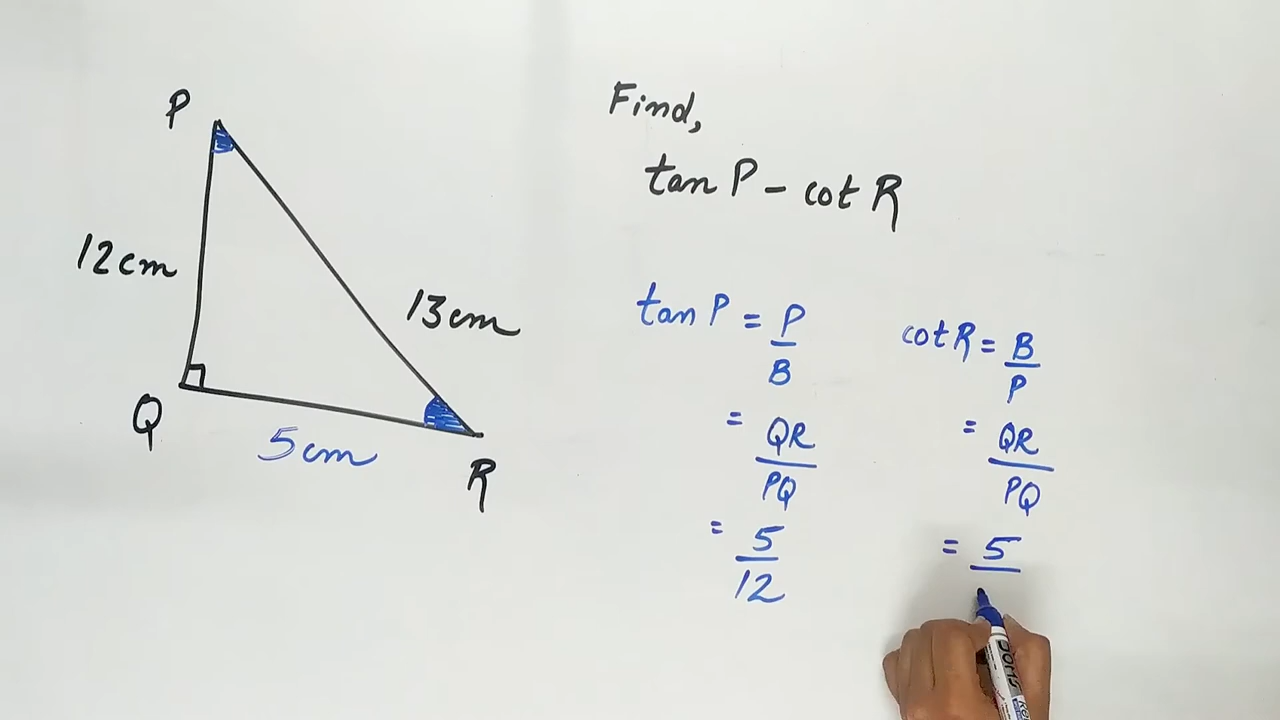 P
12cm
13cm
Q
5cm
R
Find,
tan P - cot R
tan P = P
B
= QR
PQ
= 5
12
cot R = B
P
= QR
PQ
= 5